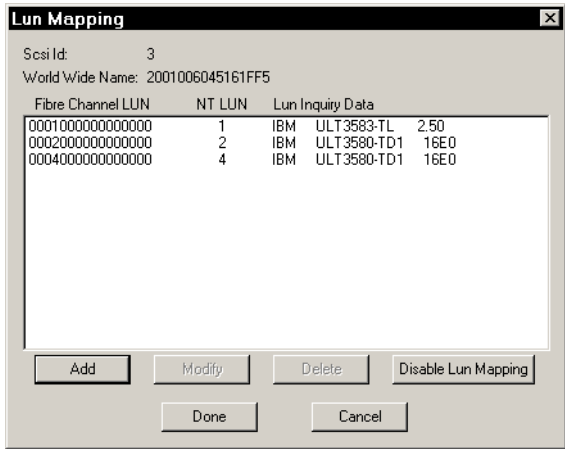 Lun Mapping
Scsi Id: 3
World Wide Name: 2001006045161FF5
Fibre Channel LUN NT LUN Lun Inquiry Data
0001000000000000 1 IBM ULT3583-TL 2.50
0002000000000000 2 IBM ULT3580-TD1 16E0
0004000000000000 4 IBM ULT3580-TD1 16E0
Add Modify Delete Disable Lun Mapping
Done Cancel